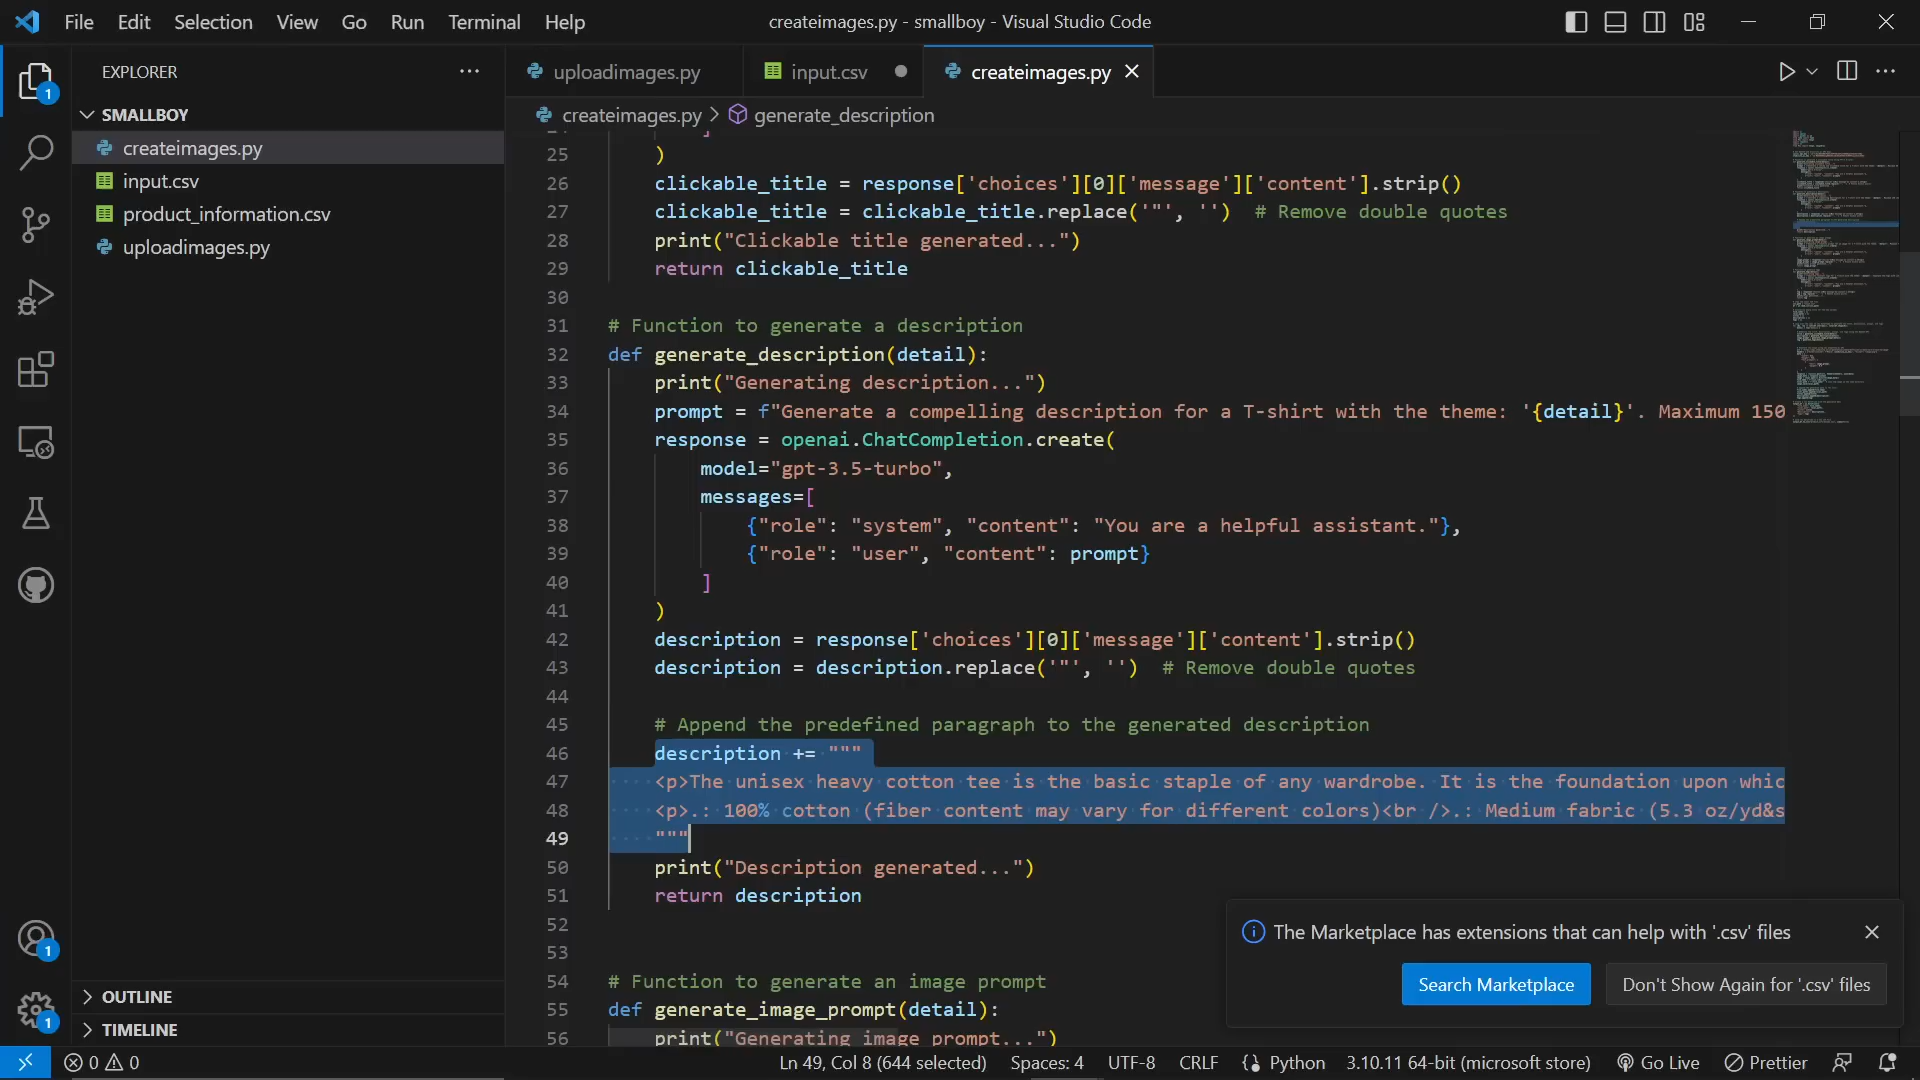 File Edit Selection View Go Run Terminal Help
createimages.py - smallboy - Visual Studio Code
EXPLORER
SMALLBOY
createimages.py
input.csv
product_information.csv
uploadimages.py
OUTLINE
TIMELINE
1
1
1
uploadimages.py
input.csv
createimages.py
createimages.py > generate_description
25 )
26 clickable_title = response['choices'][0]['message']['content'].strip()
27 clickable_title = clickable_title.replace('"', '') # Remove double quotes
28 print("Clickable title generated...")
29 return clickable_title
30
31 # Function to generate a description
32 def generate_description(detail):
33 print("Generating description...")
34 prompt = f"Generate a compelling description for a T-shirt with the theme: '{detail}'. Maximum 150
35 response = openai.ChatCompletion.create(
36 model="gpt-3.5-turbo",
37 messages=[
38 {"role": "system", "content": "You are a helpful assistant."},
39 {"role": "user", "content": prompt}
40 ]
41 )
42 description = response['choices'][0]['message']['content'].strip()
43 description = description.replace('"', '') # Remove double quotes
44
45 # Append the predefined paragraph to the generated description
46 description += """
47 <p>The unisex heavy cotton tee is the basic staple of any wardrobe. It is the foundation upon whic
48 <p>.: 100% cotton (fiber content may vary for different colors)<br />.: Medium fabric (5.3 oz/yd&s
49 """
50 print("Description generated...")
51 return description
52
53
54 # Function to generate an image prompt
55 def generate_image_prompt(detail):
56 print("Generating image prompt...")
The Marketplace has extensions that can help with '.csv' files
Search Marketplace
Don't Show Again for '.csv' files
0 0
Ln 49, Col 8 (644 selected) Spaces: 4 UTF-8 CRLF Python 3.10.11 64-bit (microsoft store) Go Live Prettier